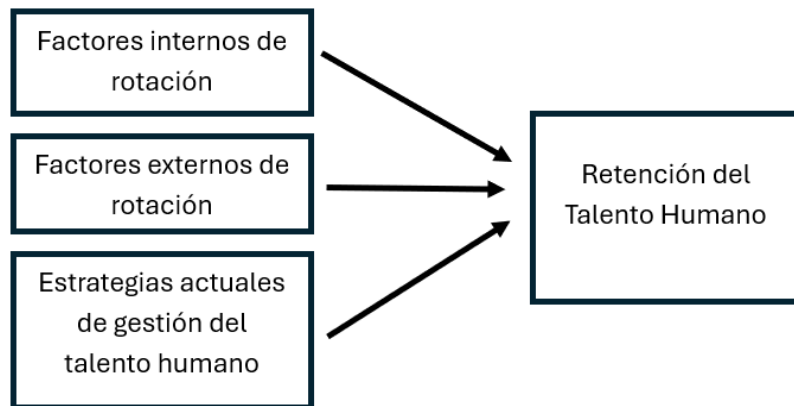 Factores internos de
rotación
Factores externos de
rotación
Estrategias actuales
de gestión del
talento humano
Retención del
Talento Humano